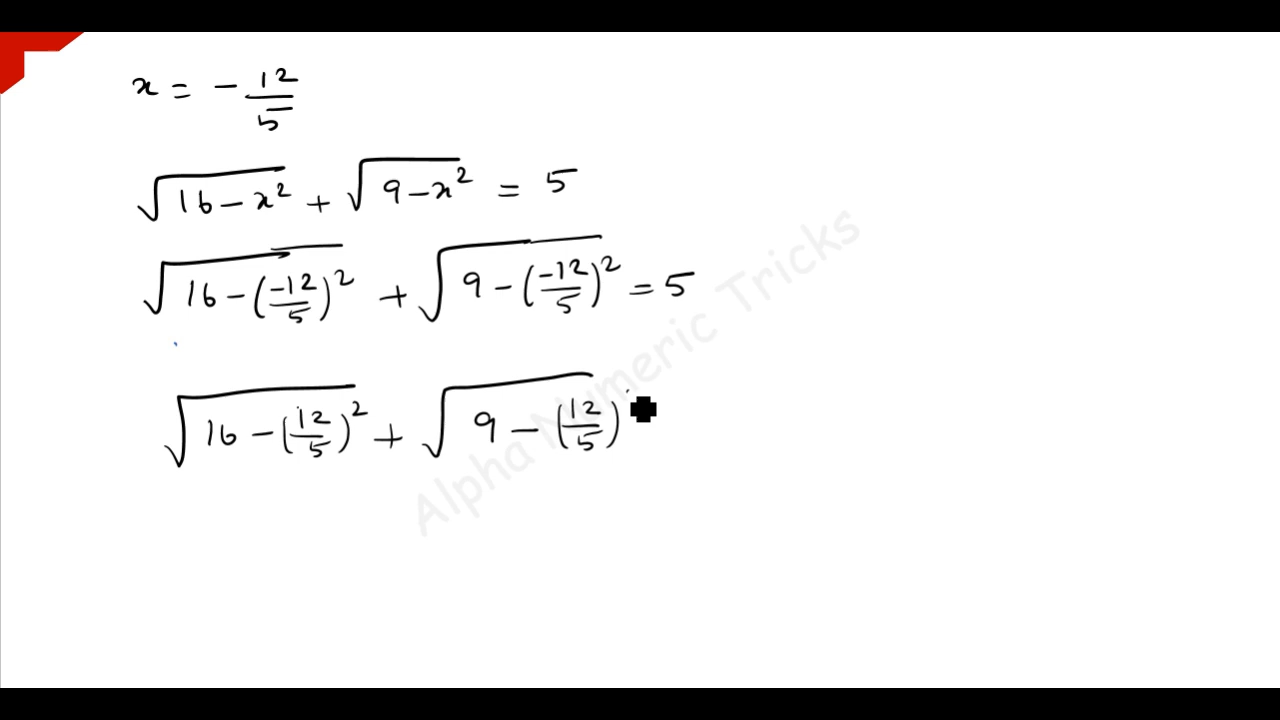 x = - 12/5
√(16 - x²) + √(9 - x²) = 5
√(16 - (-12/5)²) + √(9 - (-12/5)²) = 5
√(16 - (12/5)²) + √(9 - (12/5)
Alpha Numeric Tricks